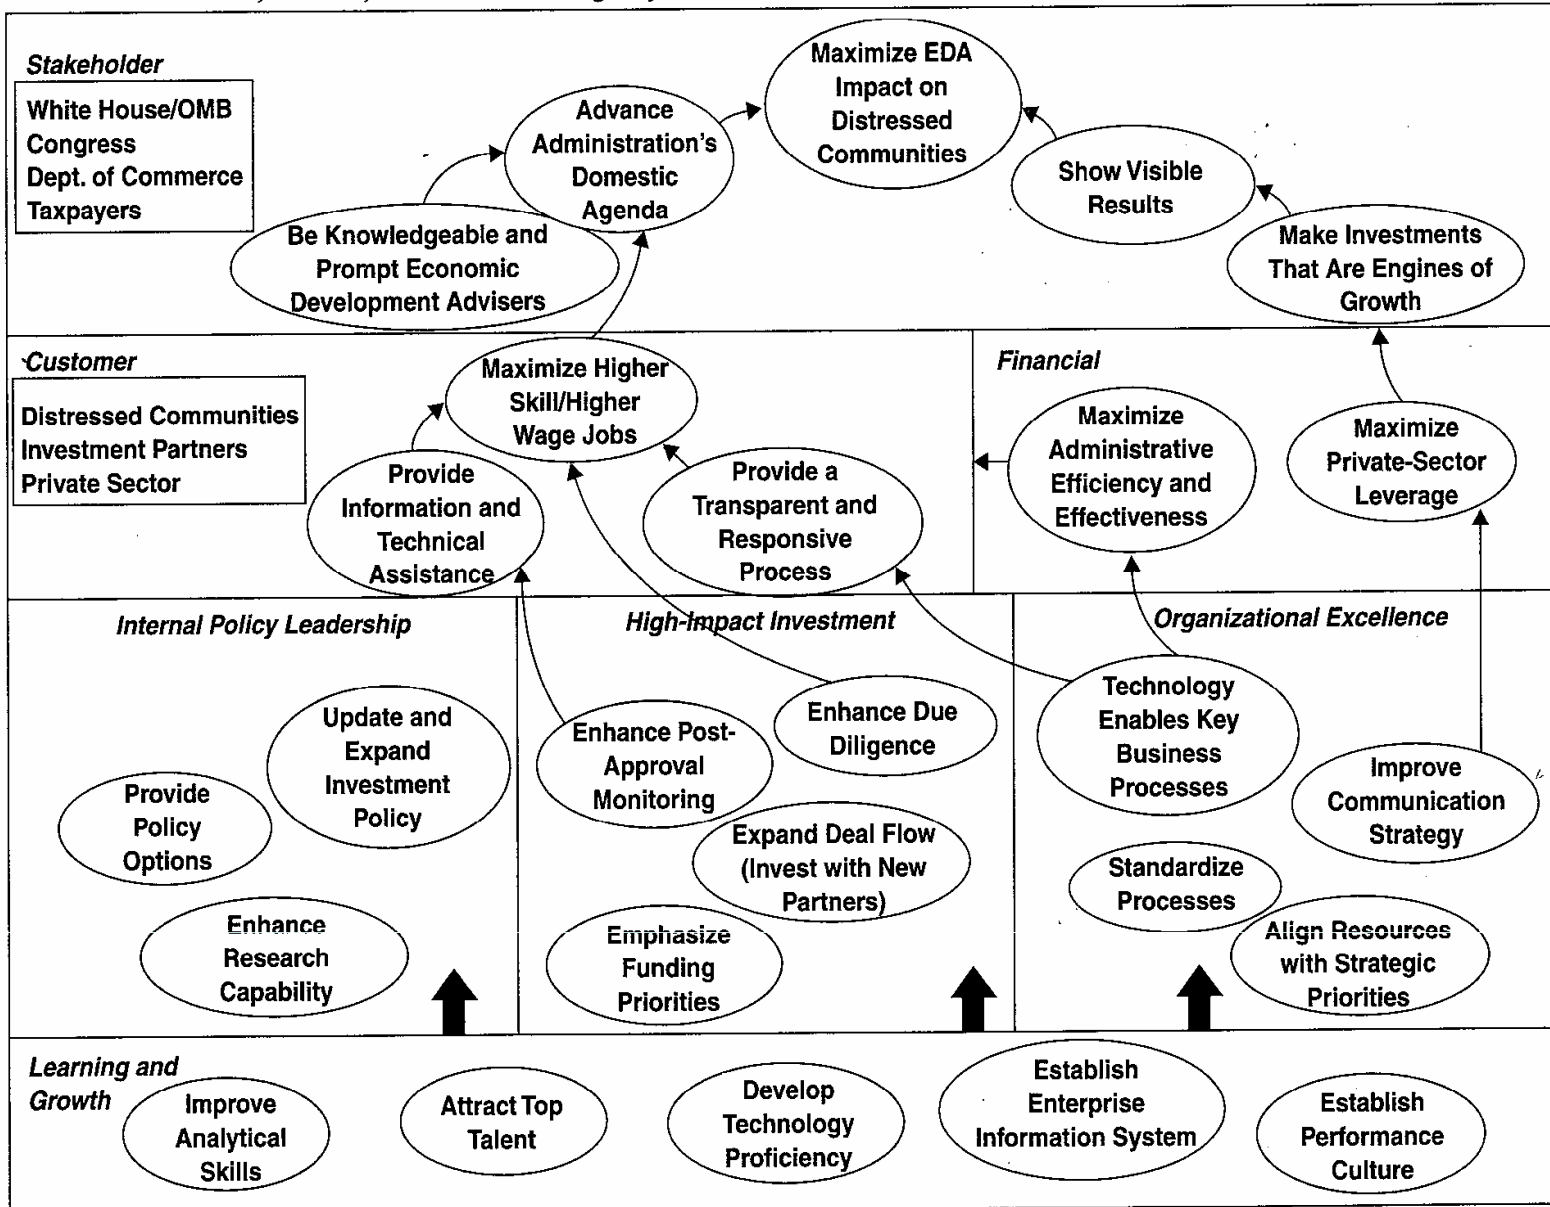 Stakeholder
White House/OMB
Congress
Dept. of Commerce
Taxpayers
Maximize EDA
Impact on
Distressed
Communities
Advance
Administration's
Domestic
Agenda
Show Visible
Results
Be Knowledgeable and
Prompt Economic
Development Advisers
Make Investments
That Are Engines of
Growth
Customer
Distressed Communities
Investment Partners
Private Sector
Maximize Higher
Skill/Higher
Wage Jobs
Provide
Information and
Technical
Assistance
Provide a
Transparent and
Responsive
Process
Financial
Maximize
Administrative
Efficiency and
Effectiveness
Maximize
Private-Sector
Leverage
Internal Policy Leadership
Update and
Expand
Investment
Policy
Provide
Policy
Options
Enhance
Research
Capability
High-Impact Investment
Enhance Due
Diligence
Enhance Post-
Approval
Monitoring
Expand Deal Flow
(Invest with New
Partners)
Emphasize
Funding
Priorities
Organizational Excellence
Technology
Enables Key
Business
Processes
Improve
Communication
Strategy
Standardize
Processes
Align Resources
with Strategic
Priorities
Learning and
Growth
Improve
Analytical
Skills
Attract Top
Talent
Develop
Technology
Proficiency
Establish
Enterprise
Information System
Establish
Performance
Culture